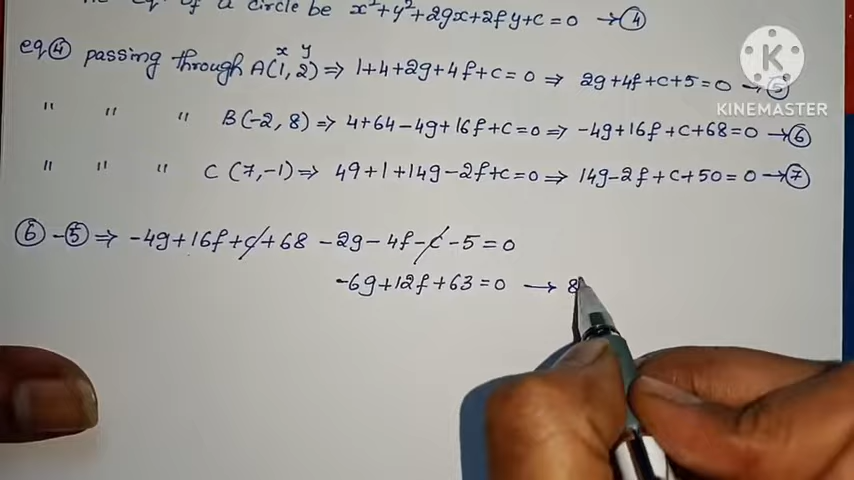 eq of a circle be x²+y²+2gx+2fy+c=0 → ④
x y
eq④ passing through A(1,2) ⇒ 1+4+2g+4f+c=0 ⇒ 2g+4f+c+5=0 → ⑤
" " " B(-2,8) ⇒ 4+64-4g+16f+c=0 ⇒ -4g+16f+c+68=0 → ⑥
" " " C(7,-1) ⇒ 49+1+14g-2f+c=0 ⇒ 14g-2f+c+50=0 → ⑦
⑥-⑤ ⇒ -4g+16f+c+68-2g-4f-c-5=0
-6g+12f+63=0 → 8
KINEMASTER